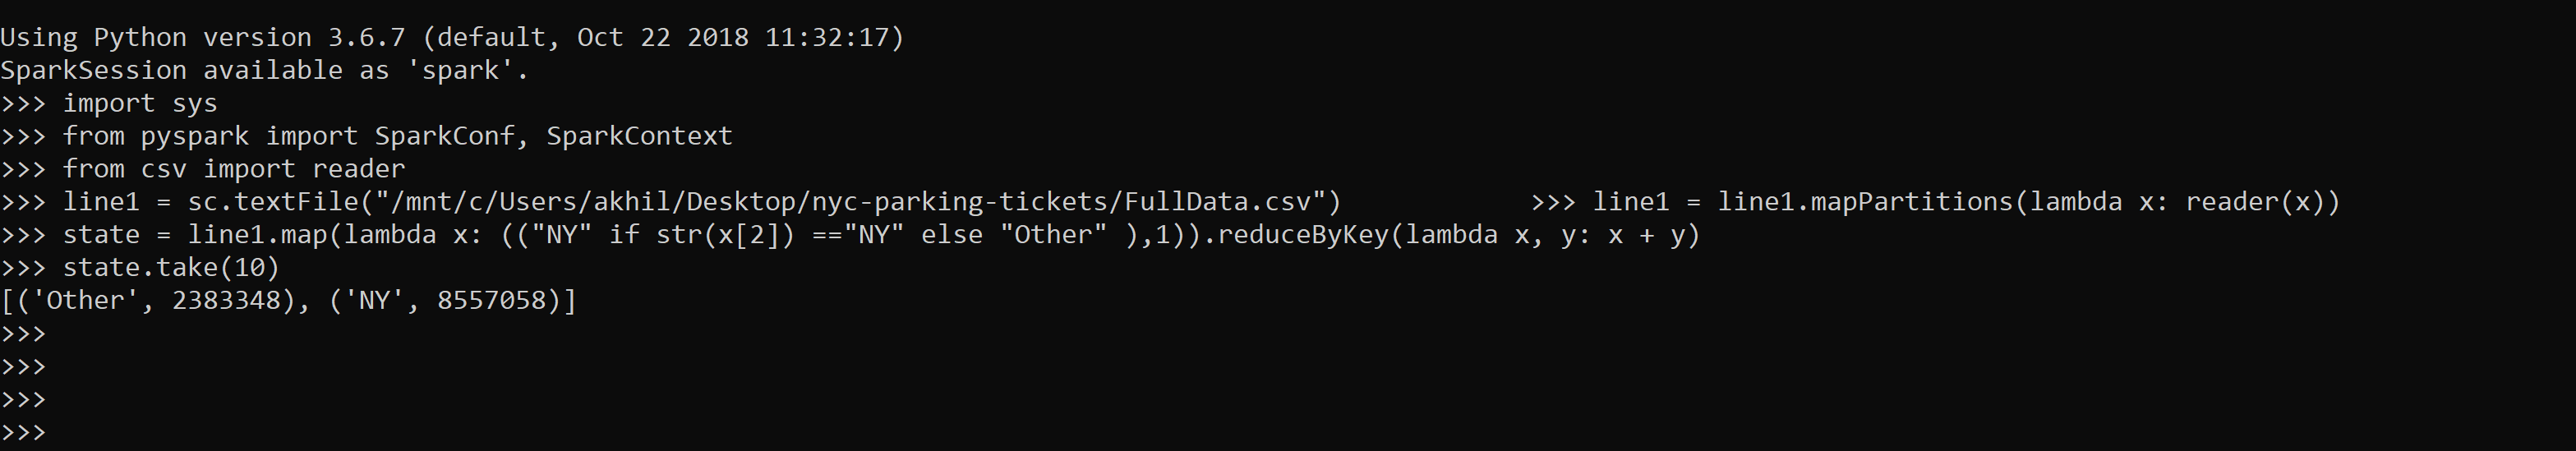 Using Python version 3.6.7 (default, Oct 22 2018 11:32:17)
SparkSession available as 'spark'.
>>> import sys
>>> from pyspark import SparkConf, SparkContext
>>> from csv import reader
>>> line1 = sc.textFile("/mnt/c/Users/akhil/Desktop/nyc-parking-tickets/FullData.csv")            >>> line1 = line1.mapPartitions(lambda x: reader(x))
>>> state = line1.map(lambda x: (("NY" if str(x[2]) =="NY" else "Other" ),1)).reduceByKey(lambda x, y: x + y)
>>> state.take(10)
[('Other', 2383348), ('NY', 8557058)]
>>>
>>>
>>>
>>>